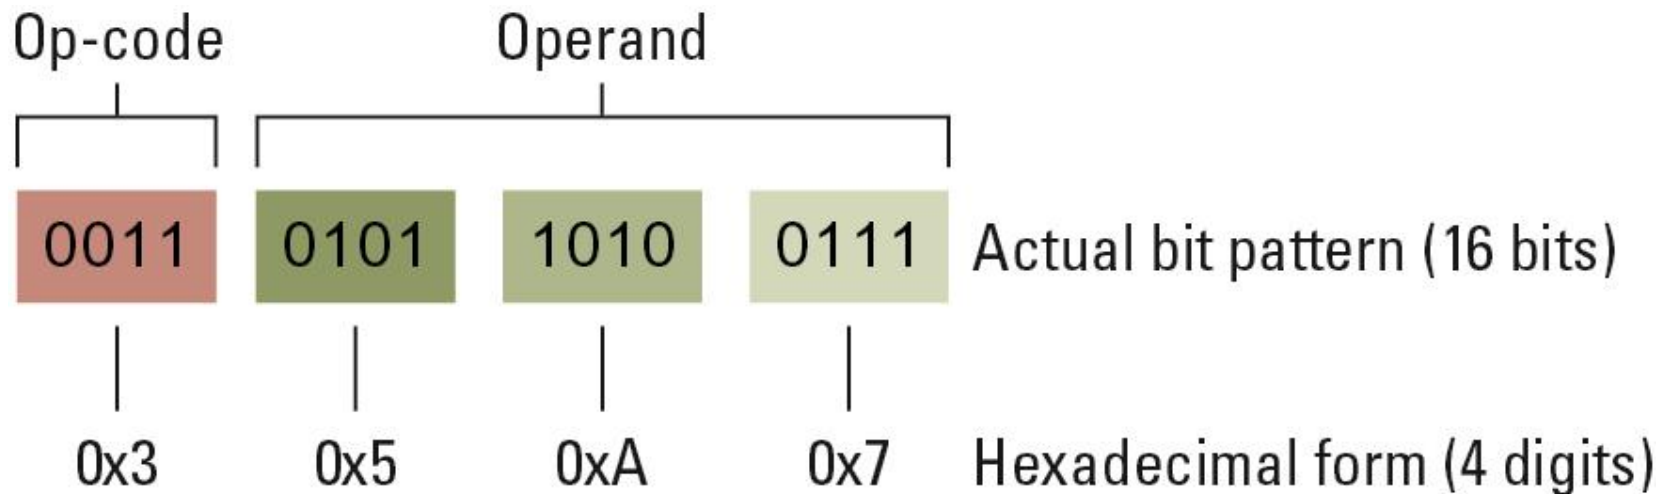 Op-code Operand
0011 0101 1010 0111 Actual bit pattern (16 bits)
0x3 0x5 0xA 0x7 Hexadecimal form (4 digits)